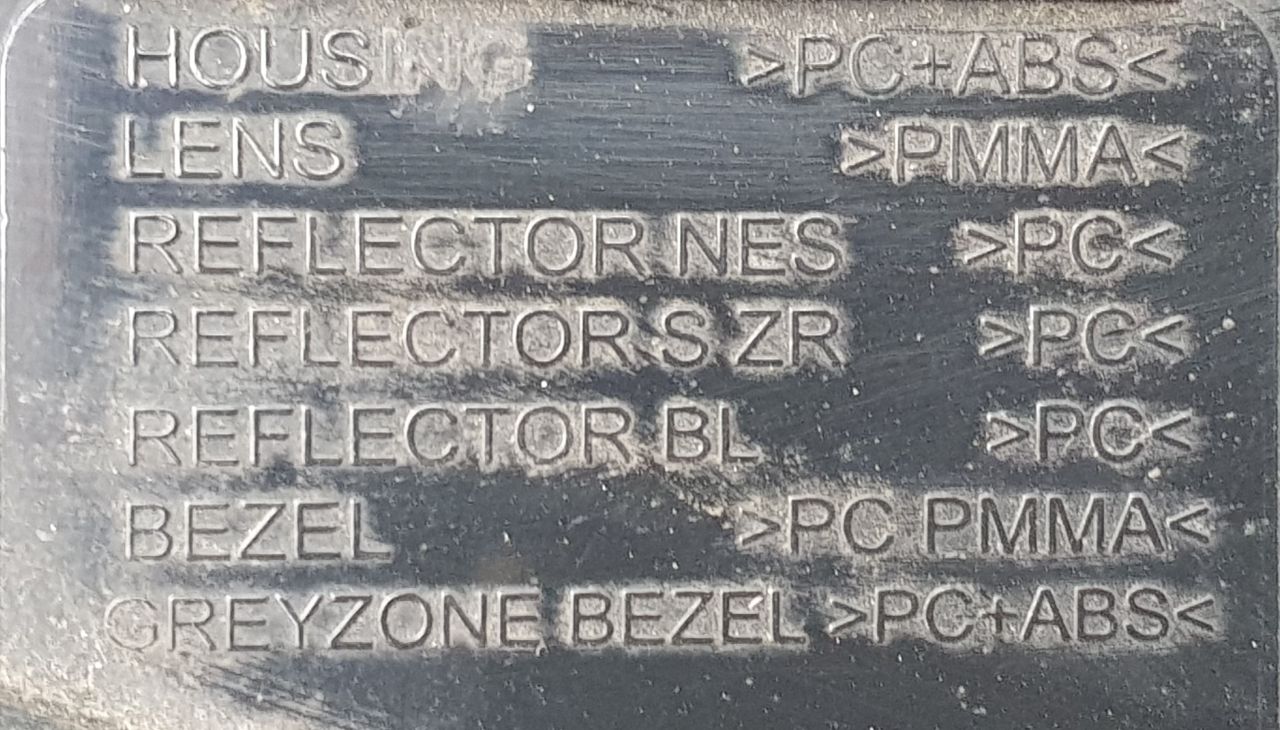 HOUSING >PC+ABS<
LENS >PMMA<
REFLECTOR NES >PC<
REFLECTOR S ZR >PC<
REFLECTOR BL >PC<
BEZEL >PC PMMA<
GREYZONE BEZEL >PC+ABS<